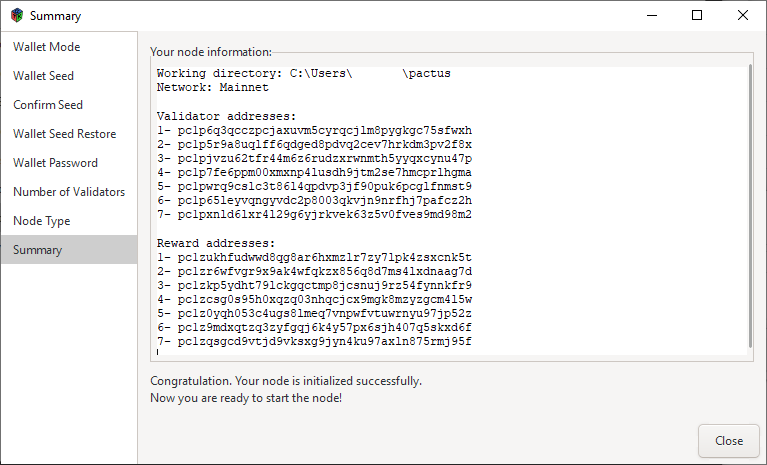 Summary
Wallet Mode
Wallet Seed
Confirm Seed
Wallet Seed Restore
Wallet Password
Number of Validators
Node Type
Summary
Your node information:
Working directory: C:\Users\ \pactus
Network: Mainnet
Validator addresses:
1- pc1p6q3qcczpcjaxuvm5cyrqcjlm8pygkgc75sfwxh
2- pc1p5r9a8uqlff6qdged8pdvq2cev7hrkdm3pv2f8x
3- pc1pjvzu62tfr44m6z6rudzxrwnmth5yyqxcynu47p
4- pc1p7fe6ppm00xmxnp4lusdh9jtm2se7hmcprlhgma
5- pc1pwrq9cslc3t86l4qpdvp3jf90puk6pcglfnmst9
6- pc1p65leyvqngyvdc2p8003qkvjn9nrfhj7pafcz2h
7- pc1pxnld6lxr4l29g6yjrkvek63z5v0fves9md98m2
Reward addresses:
1- pc1zukhfudwwd8qg8ar6hxmzlr7zy7lpk4zsxcnk5t
2- pc1zr6wfvgr9x9ak4wfqkzx856q8d7ms4lxdnaag7d
3- pc1zkp5ydht79lckgqctmp8jcsnuj9rz54fynnkfr9
4- pc1zcsg0s95h0xqzq03nhqcjcx9mgk8mzyzgcm4l5w
5- pc1z0yqh053c4ugs8lmeq7vnpwfvtuwrnyu97jp52z
6- pc1z9mdxqtzq3zyfgqj6k4y57px6sjh407q5skxd6f
7- pc1zqsgcd9vtjd9vksxg9jyn4ku97axln875rmj95f
Congratulation. Your node is initialized successfully.
Now you are ready to start the node!
Close